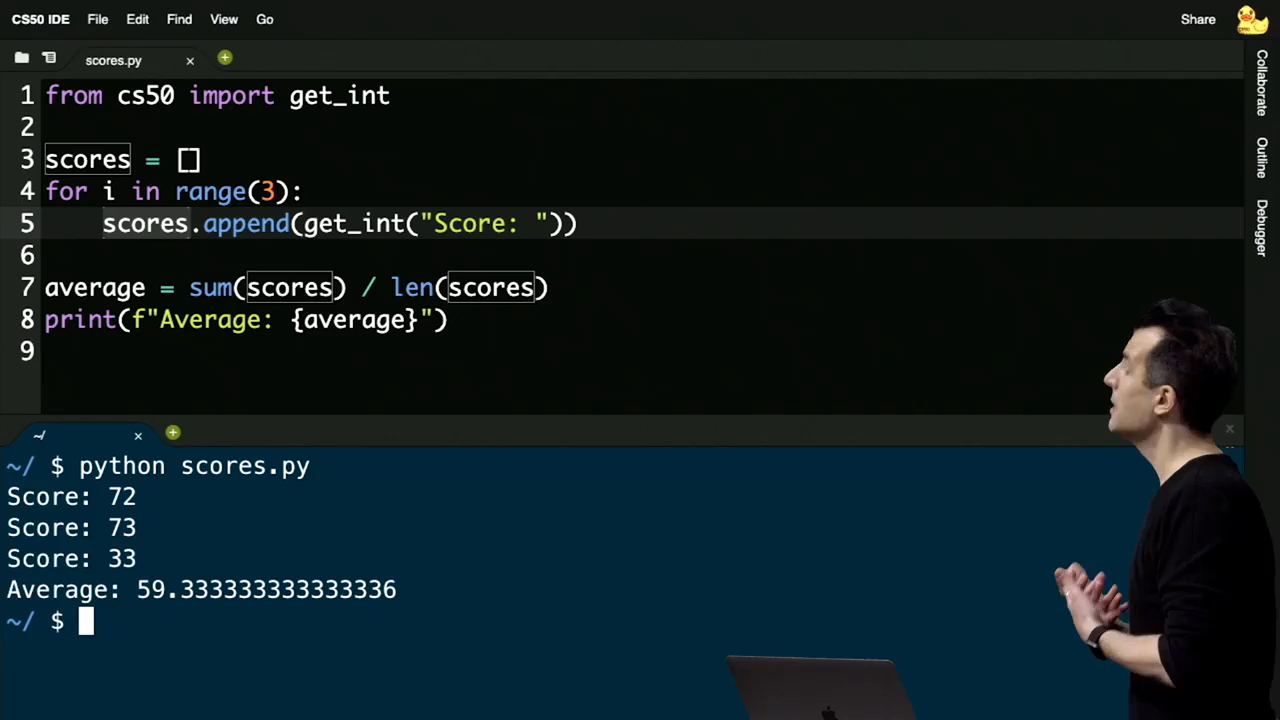 CS50 IDE File Edit Find View Go Share
scores.py
1 from cs50 import get_int
2
3 scores = []
4 for i in range(3):
5     scores.append(get_int("Score: "))
6
7 average = sum(scores) / len(scores)
8 print(f"Average: {average}")
9
Collaborate
Outline
Debugger
~/
~/ $ python scores.py
Score: 72
Score: 73
Score: 33
Average: 59.333333333333336
~/ $